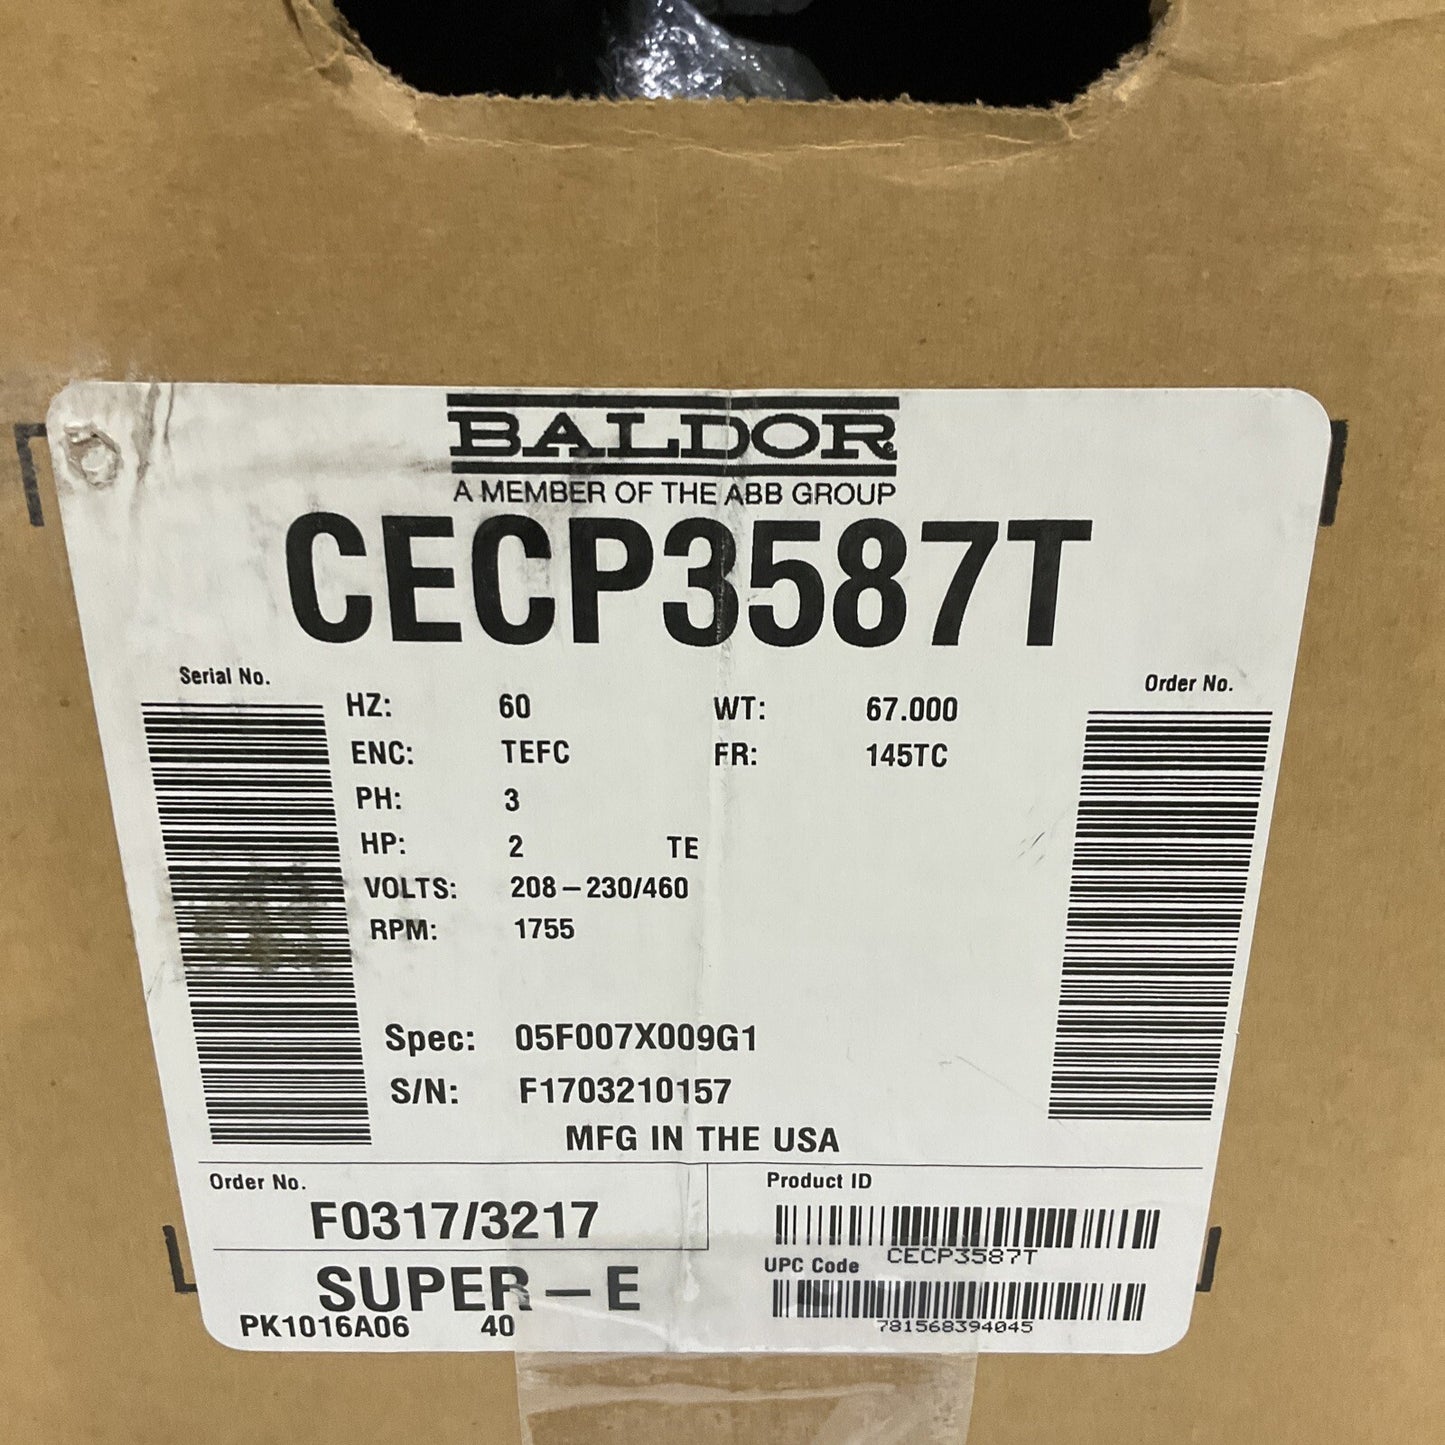 BALDOR
A MEMBER OF THE ABB GROUP
CECP3587T
Serial No.
Order No.
HZ: 60 WT: 67.000
ENC: TEFC FR: 145TC
PH: 3
HP: 2 TE
VOLTS: 208-230/460
RPM: 1755
Spec: 05F007X009G1
S/N: F1703210157
MFG IN THE USA
Order No.
F0317/3217
SUPER-E
PK1016A06 40
Product ID
CECP3587T
UPC Code
781568394045